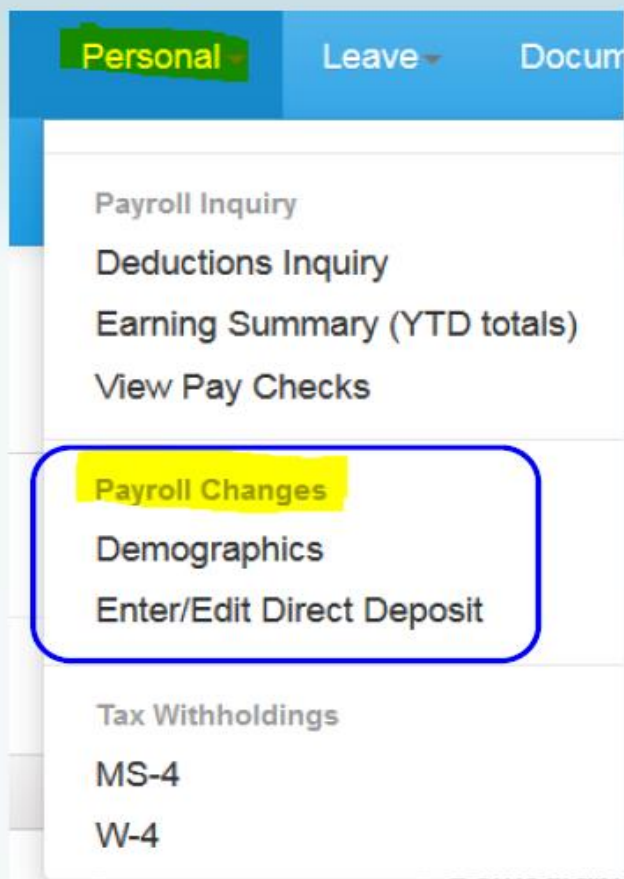 Personal Leave Docum
Payroll Inquiry
Deductions Inquiry
Earning Summary (YTD totals)
View Pay Checks
Payroll Changes
Demographics
Enter/Edit Direct Deposit
Tax Withholdings
MS-4
W-4